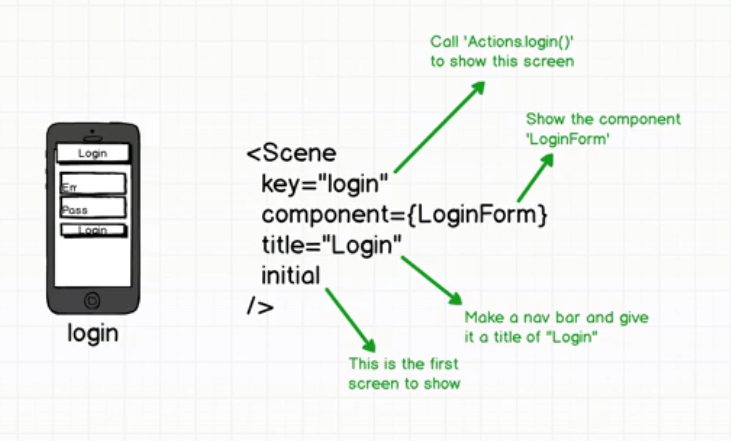 Call 'Actions.login()'
to show this screen
Show the component
'LoginForm'
Login
Err
Pass
Login
login
<Scene
key="login"
component={LoginForm}
title="Login"
initial
/>
Make a nav bar and give
it a title of "Login"
This is the first
screen to show